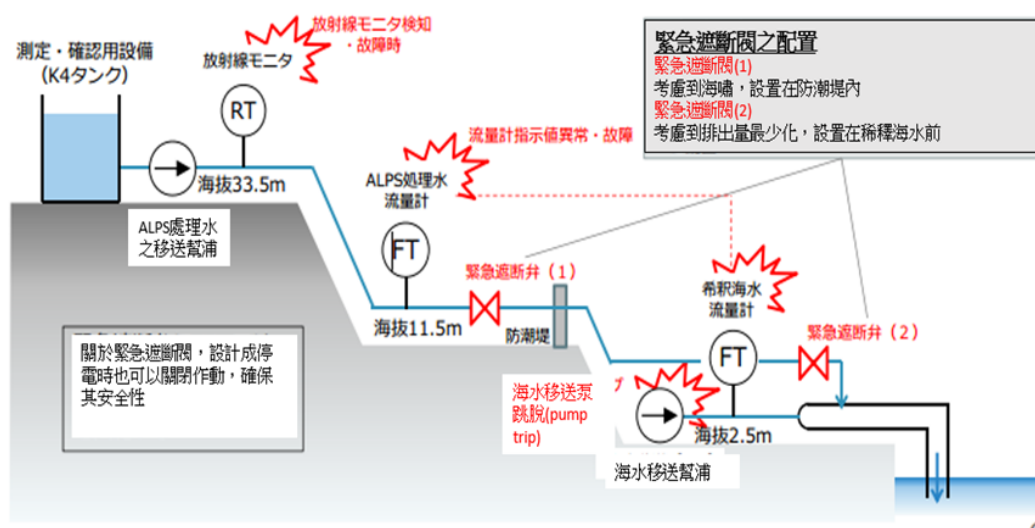 測定・確認用設備
(K4タンク)
放射線モニタ検知
・故障時
放射線モニタ
RT
海抜33.5m
ALPS處理水
之移送幫浦
緊急遮斷閥之配置
緊急遮斷閥(1)
考慮到海嘯，設置在防潮堤內
緊急遮斷閥(2)
考慮到排出量最少化，設置在稀釋海水前
流量計指示値異常・故障
ALPS処理水
流量計
FT
緊急遮断弁（1）
海抜11.5m
防潮堤
希釈海水
流量計
FT
緊急遮断弁（2）
關於緊急遮斷閥，設計成停
電時也可以關閉作動，確保
其安全性
海水移送泵
跳脫(pump
trip)
プ
海抜2.5m
海水移送幫浦